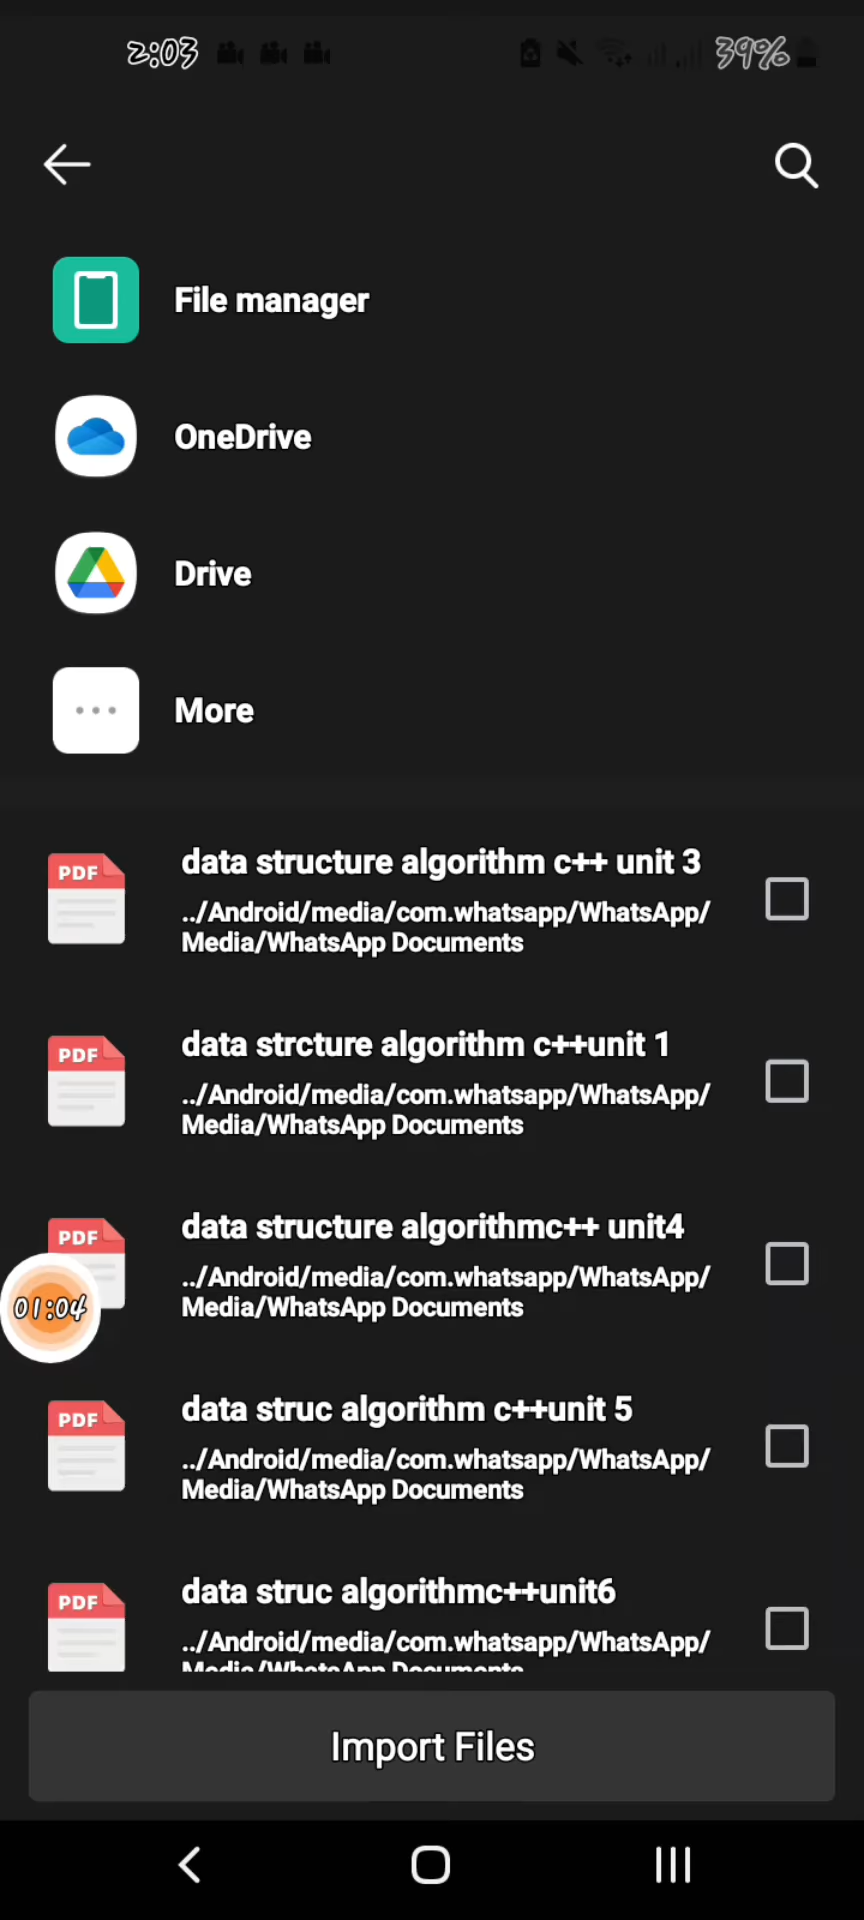 2:03
39%
File manager
OneDrive
Drive
More
PDF
data structure algorithm c++ unit 3
../Android/media/com.whatsapp/WhatsApp/
Media/WhatsApp Documents
PDF
data strcture algorithm c++unit 1
../Android/media/com.whatsapp/WhatsApp/
Media/WhatsApp Documents
PDF
data structure algorithmc++ unit4
../Android/media/com.whatsapp/WhatsApp/
Media/WhatsApp Documents
01:04
PDF
data struc algorithm c++unit 5
../Android/media/com.whatsapp/WhatsApp/
Media/WhatsApp Documents
PDF
data struc algorithmc++unit6
../Android/media/com.whatsapp/WhatsApp/
Media/WhatsApp Documents
Import Files